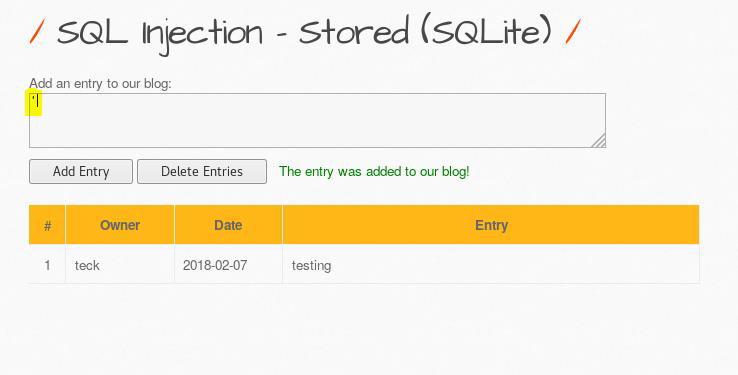 / SQL Injection - Stored (SQLite) /
Add an entry to our blog:
'
Add Entry Delete Entries The entry was added to our blog!
# Owner Date Entry
1 teck 2018-02-07 testing